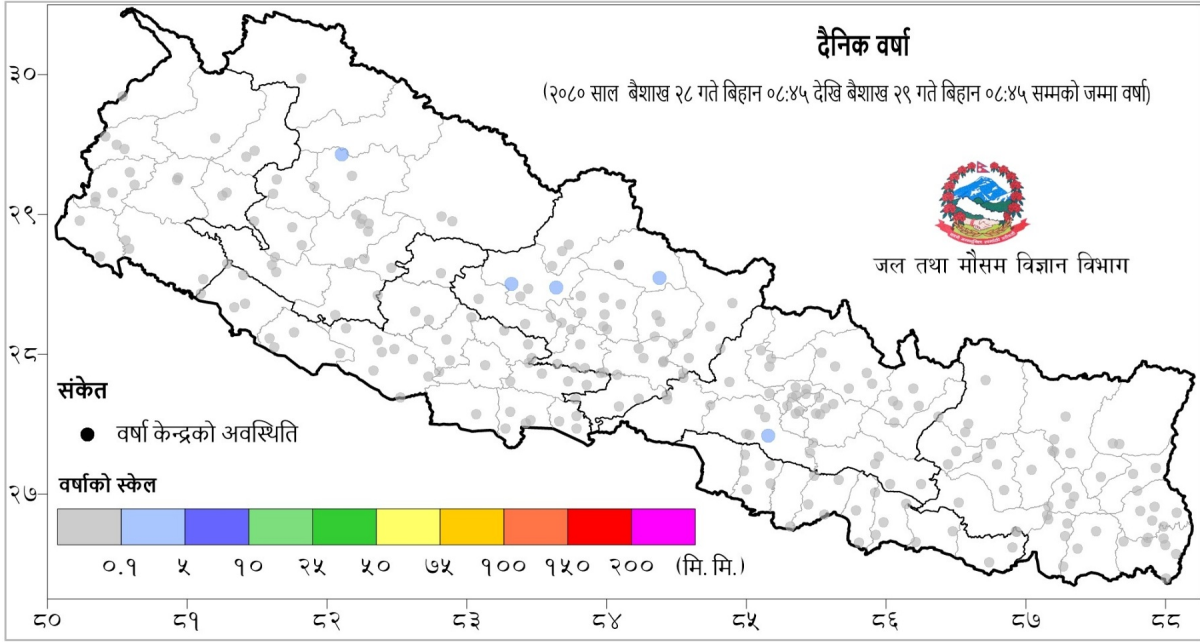 दैनिक वर्षा
(२०८० साल बैशाख २८ गते बिहान ०८:४५ देखि बैशाख २९ गते बिहान ०८:४५ सम्मको जम्मा वर्षा)
जल तथा मौसम विज्ञान विभाग
३०
२९
२८
२७
संकेत
वर्षा केन्द्रको अवस्थिति
वर्षाको स्केल
०.१ ५ १० २५ ५० ७५ १०० १५० २०० (मि. मि.)
८० ८१ ८२ ८३ ८४ ८५ ८६ ८७ ८८